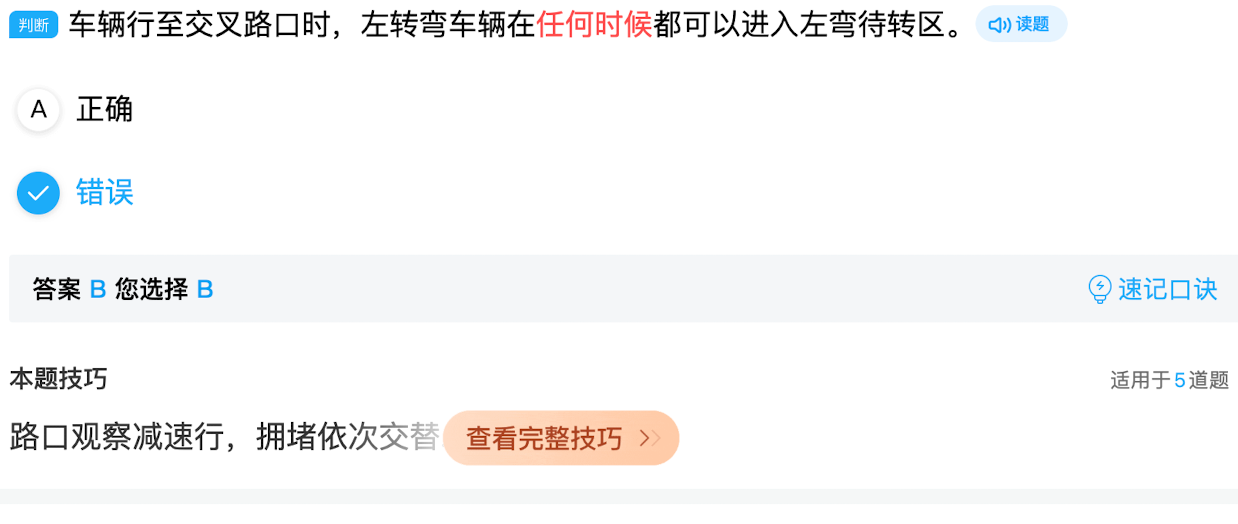 判断 车辆行至交叉路口时，左转弯车辆在任何时候都可以进入左弯待转区。 读题
A 正确
错误
答案 B 您选择 B 速记口诀
本题技巧 适用于5道题
路口观察减速行，拥堵依次交替 查看完整技巧